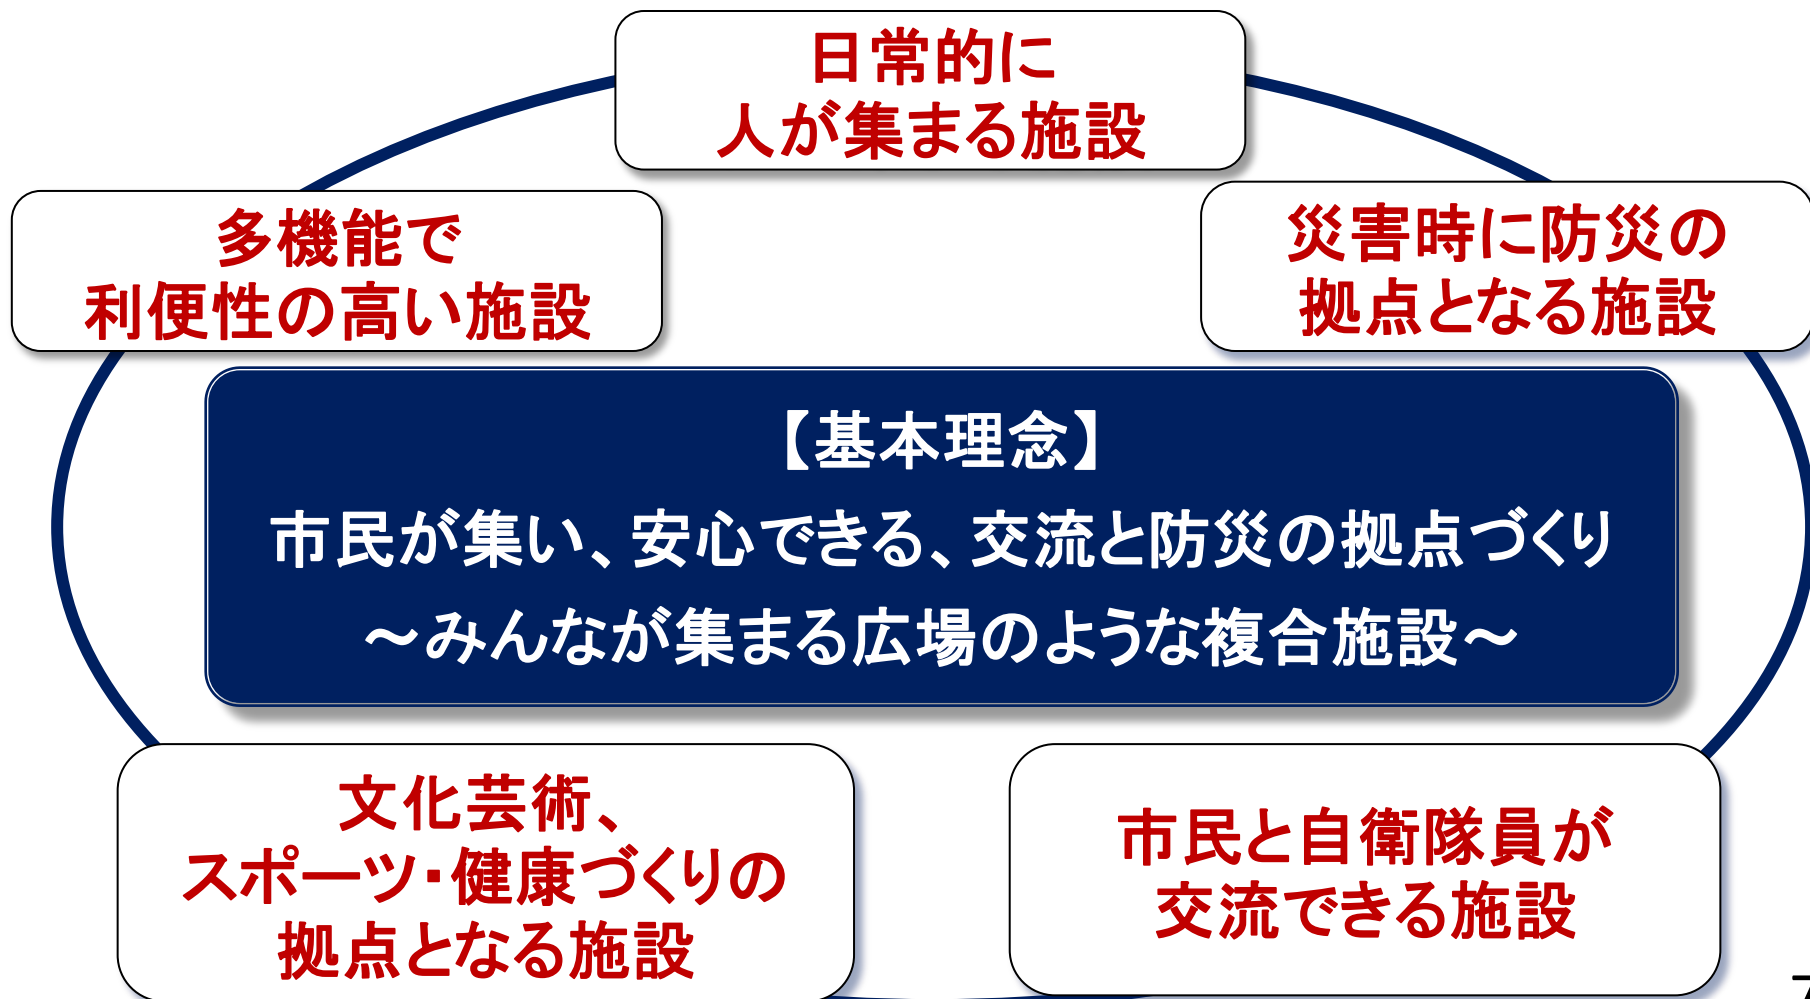 日常的に
人が集まる施設
多機能で
利便性の高い施設
災害時に防災の
拠点となる施設
【基本理念】
市民が集い、安心できる、交流と防災の拠点づくり
～みんなが集まる広場のような複合施設～
文化芸術、
スポーツ・健康づくりの
拠点となる施設
市民と自衛隊員が
交流できる施設